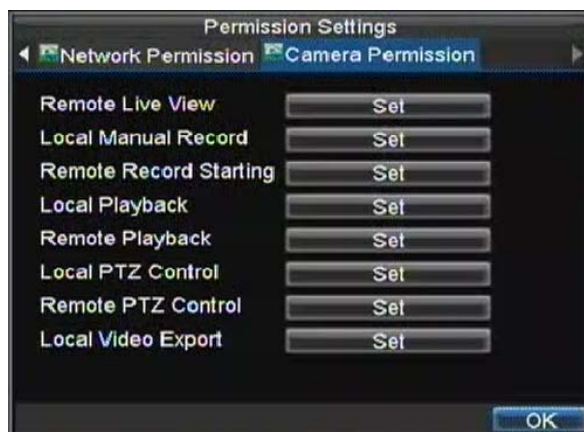 Permission Settings
Network Permission Camera Permission
Remote Live View Set
Local Manual Record Set
Remote Record Starting Set
Local Playback Set
Remote Playback Set
Local PTZ Control Set
Remote PTZ Control Set
Local Video Export Set
OK